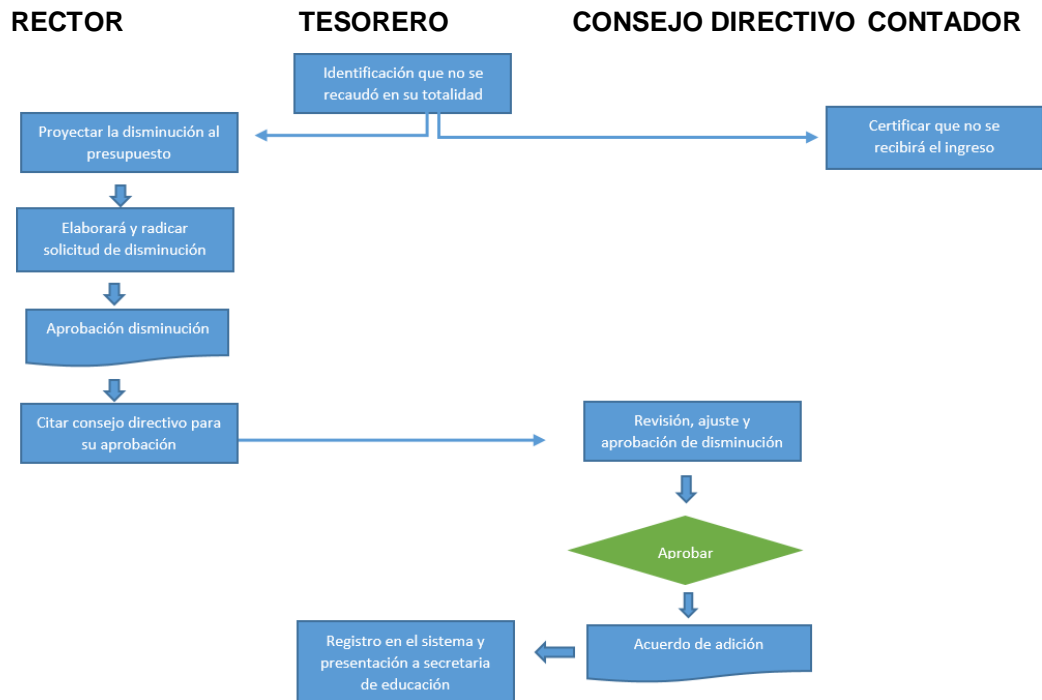 RECTOR TESORERO CONSEJO DIRECTIVO CONTADOR
Identificación que no se
recaudó en su totalidad
Proyectar la disminución al
presupuesto
Certificar que no se
recibirá el ingreso
Elaborará y radicar
solicitud de disminución
Aprobación disminución
Citar consejo directivo para
su aprobación
Revisión, ajuste y
aprobación de disminución
Aprobar
Acuerdo de adición
Registro en el sistema y
presentación a secretaria
de educación